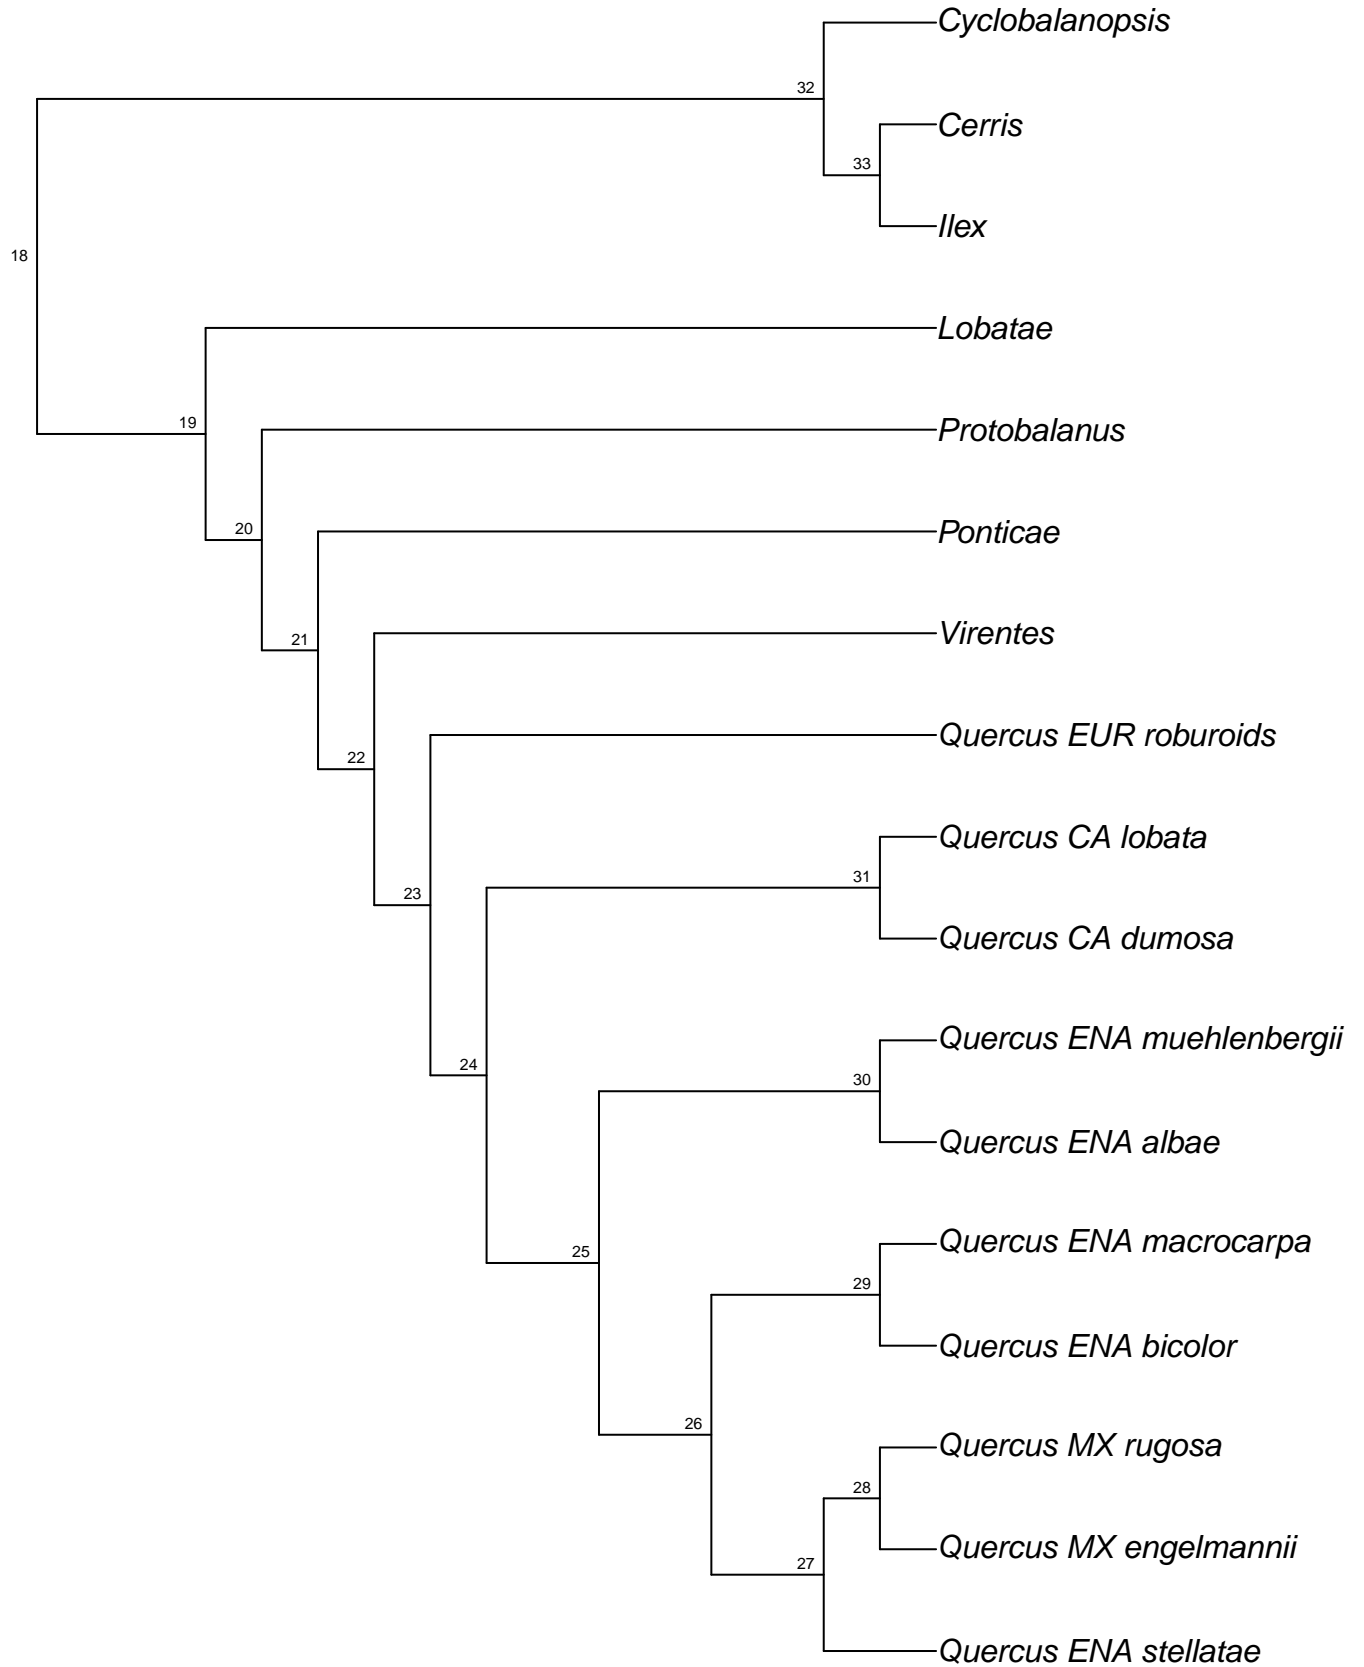 Cyclobalanopsis
32
Cerris
33
Ilex
18
Lobatae
19
Protobalanus
20
Ponticae
21
Virentes
22
Quercus EUR roburoids
Quercus CA lobata
31
23
Quercus CA dumosa
Quercus ENA muehlenbergii
24
30
Quercus ENA albae
Quercus ENA macrocarpa
25
29
Quercus ENA bicolor
26
Quercus MX rugosa
28
Quercus MX engelmannii
27
Quercus ENA stellatae